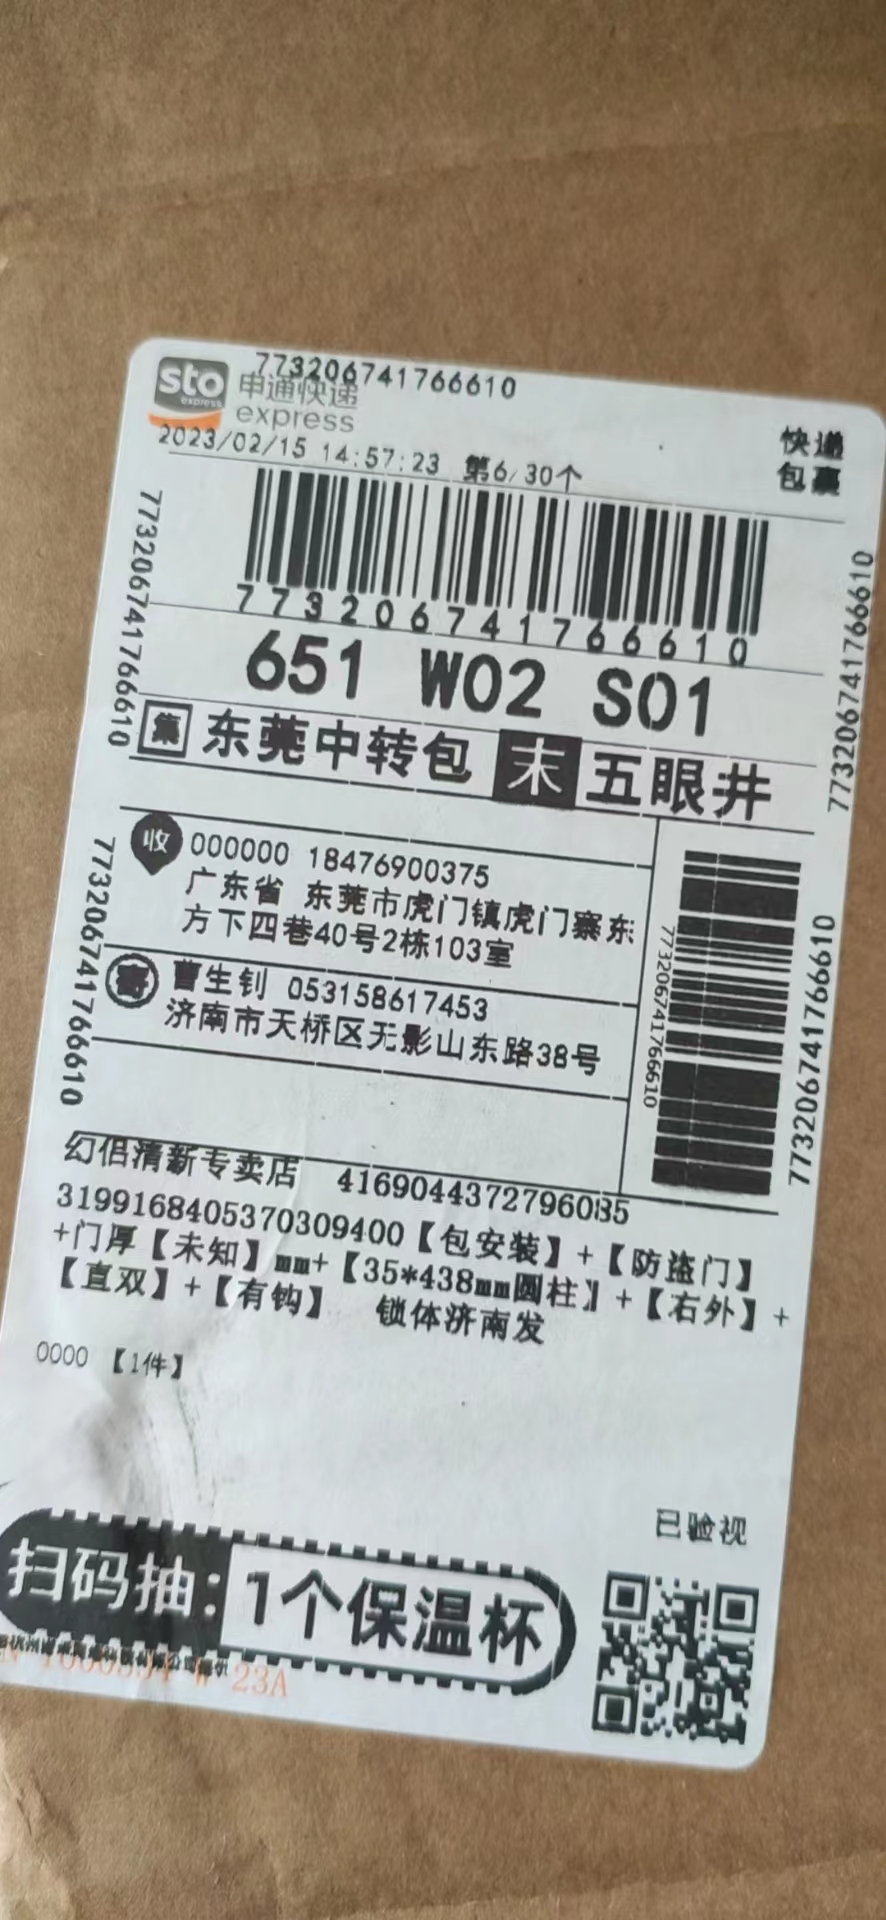 773206741766610
sto
express
申通快递
express
2023/02/15 14:57:23 第6/30个
快递
包裹
773206741766610
773206741766610
773206741766610
651 W02 S01
集 东莞中转包 末 五眼井
收 000000 18476900375
广东省 东莞市虎门镇虎门寨东
方下四巷40号2栋103室
773206741766610
773206741766610
773206741766610
寄 曹生钊 053158617453
济南市天桥区无影山东路38号
幻侣清新专卖店 4169044372796085
3199168405370309400【包安装】+【防盗门】
+门厚【未知】mm+【35*438mm圆柱】+【右外】+
【直双】+【有钩】 锁体济南发
0000 【1件】
已验视
扫码抽:1个保温杯
23A